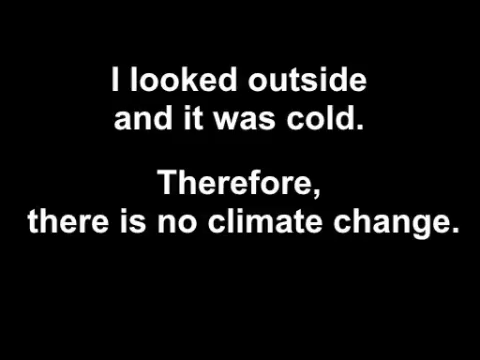 I looked outside
and it was cold.
Therefore,
there is no climate change.